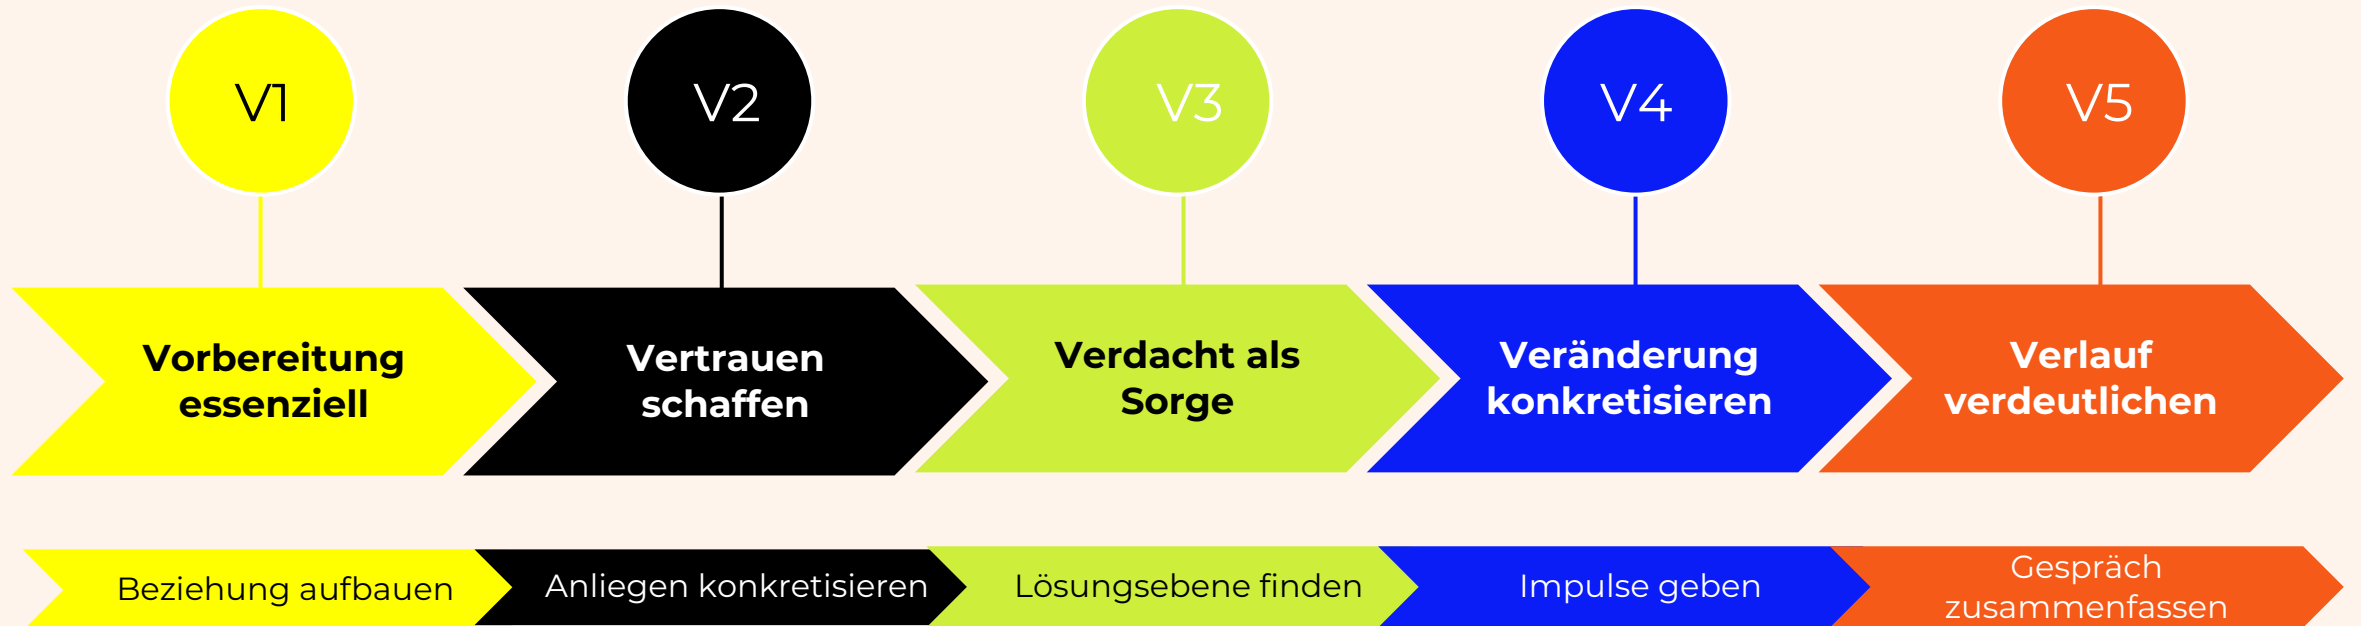 V1
V2
V3
V4
V5
Vorbereitung
essenziell
Vertrauen
schaffen
Verdacht als
Sorge
Veränderung
konkretisieren
Verlauf
verdeutlichen
Beziehung aufbauen
Anliegen konkretisieren
Lösungsebene finden
Impulse geben
Gespräch
zusammenfassen